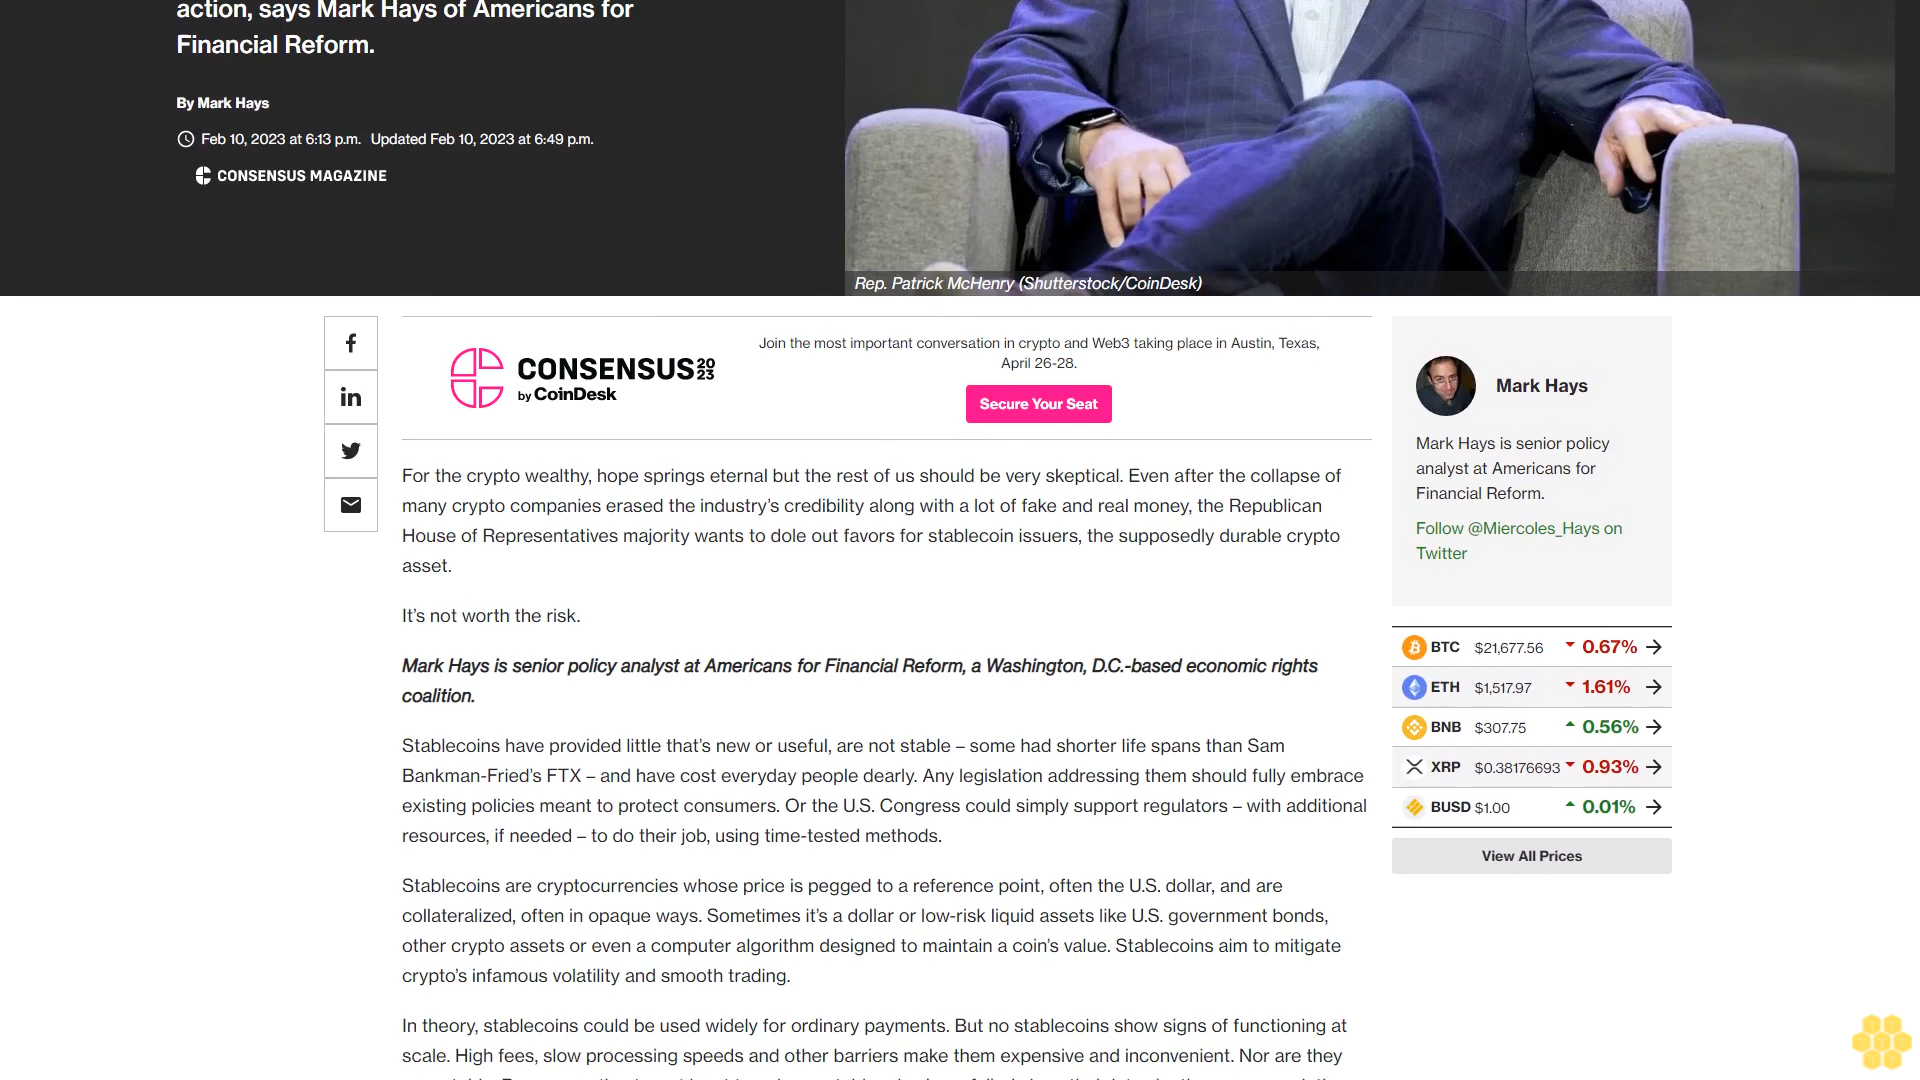 action, says Mark Hays of Americans for
Financial Reform.
By Mark Hays
Feb 10, 2023 at 6:13 p.m. Updated Feb 10, 2023 at 6:49 p.m.
CONSENSUS MAGAZINE
Rep. Patrick McHenry (Shutterstock/CoinDesk)
CONSENSUS 2023
by CoinDesk
Join the most important conversation in crypto and Web3 taking place in Austin, Texas,
April 26-28.
Secure Your Seat
For the crypto wealthy, hope springs eternal but the rest of us should be very skeptical. Even after the collapse of
many crypto companies erased the industry’s credibility along with a lot of fake and real money, the Republican
House of Representatives majority wants to dole out favors for stablecoin issuers, the supposedly durable crypto
asset.
It’s not worth the risk.
Mark Hays is senior policy analyst at Americans for Financial Reform, a Washington, D.C.-based economic rights
coalition.
Stablecoins have provided little that’s new or useful, are not stable – some had shorter life spans than Sam
Bankman-Fried’s FTX – and have cost everyday people dearly. Any legislation addressing them should fully embrace
existing policies meant to protect consumers. Or the U.S. Congress could simply support regulators – with additional
resources, if needed – to do their job, using time-tested methods.
Stablecoins are cryptocurrencies whose price is pegged to a reference point, often the U.S. dollar, and are
collateralized, often in opaque ways. Sometimes it’s a dollar or low-risk liquid assets like U.S. government bonds,
other crypto assets or even a computer algorithm designed to maintain a coin’s value. Stablecoins aim to mitigate
crypto’s infamous volatility and smooth trading.
In theory, stablecoins could be used widely for ordinary payments. But no stablecoins show signs of functioning at
scale. High fees, slow processing speeds and other barriers make them expensive and inconvenient. Nor are they
Mark Hays
Mark Hays is senior policy
analyst at Americans for
Financial Reform.
Follow @Miercoles_Hays on
Twitter
BTC $21,677.56 0.67%
ETH $1,517.97 1.61%
BNB $307.75 0.56%
XRP $0.38176693 0.93%
BUSD $1.00 0.01%
View All Prices